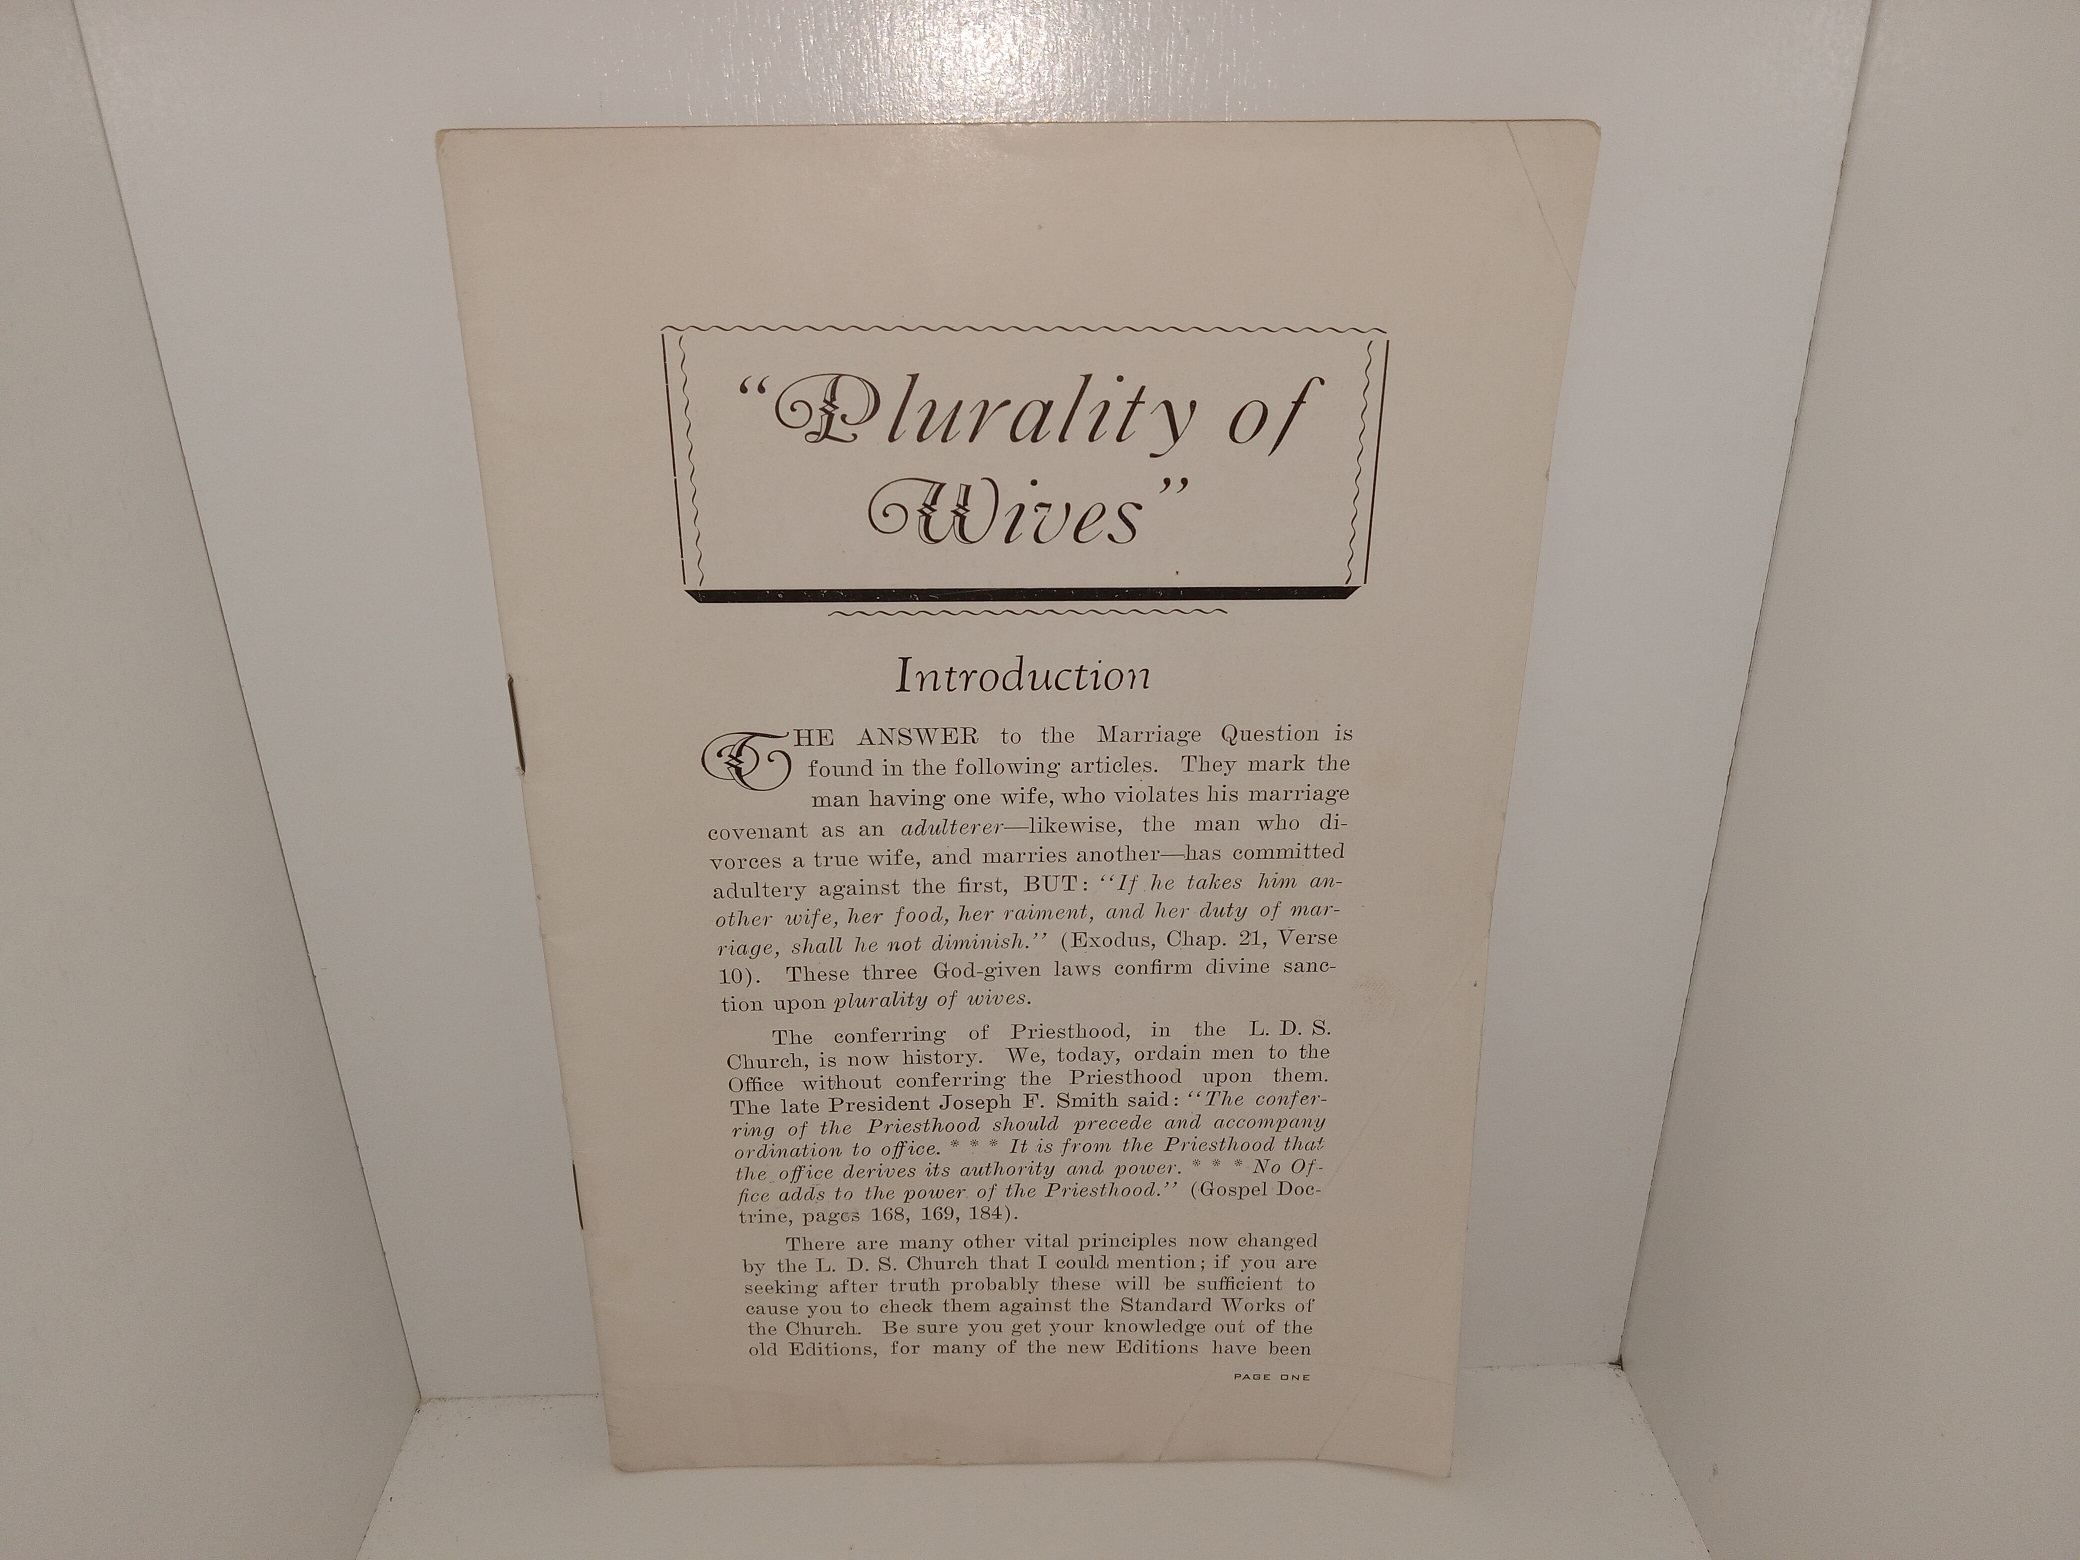 "Plurality of
Wives"
Introduction
THE ANSWER to the Marriage Question is
found in the following articles. They mark the
man having one wife, who violates his marriage
covenant as an adulterer—likewise, the man who di-
vorces a true wife, and marries another—has committed
adultery against the first, BUT: "If he takes him an-
other wife, her food, her raiment, and her duty of mar-
riage, shall he not diminish." (Exodus, Chap. 21, Verse
10). These three God-given laws confirm divine sanc-
tion upon plurality of wives.
The conferring of Priesthood, in the L. D. S.
Church, is now history. We, today, ordain men to the
Office without conferring the Priesthood upon them.
The late President Joseph F. Smith said: "The confer-
ring of the Priesthood should precede and accompany
ordination to office. * * * It is from the Priesthood that
the office derives its authority and power. * * * No Of-
fice adds to the power of the Priesthood." (Gospel Doc-
trine, pages 168, 169, 184).
There are many other vital principles now changed
by the L. D. S. Church that I could mention; if you are
seeking after truth probably these will be sufficient to
cause you to check them against the Standard Works of
the Church. Be sure you get your knowledge out of the
old Editions, for many of the new Editions have been
PAGE ONE